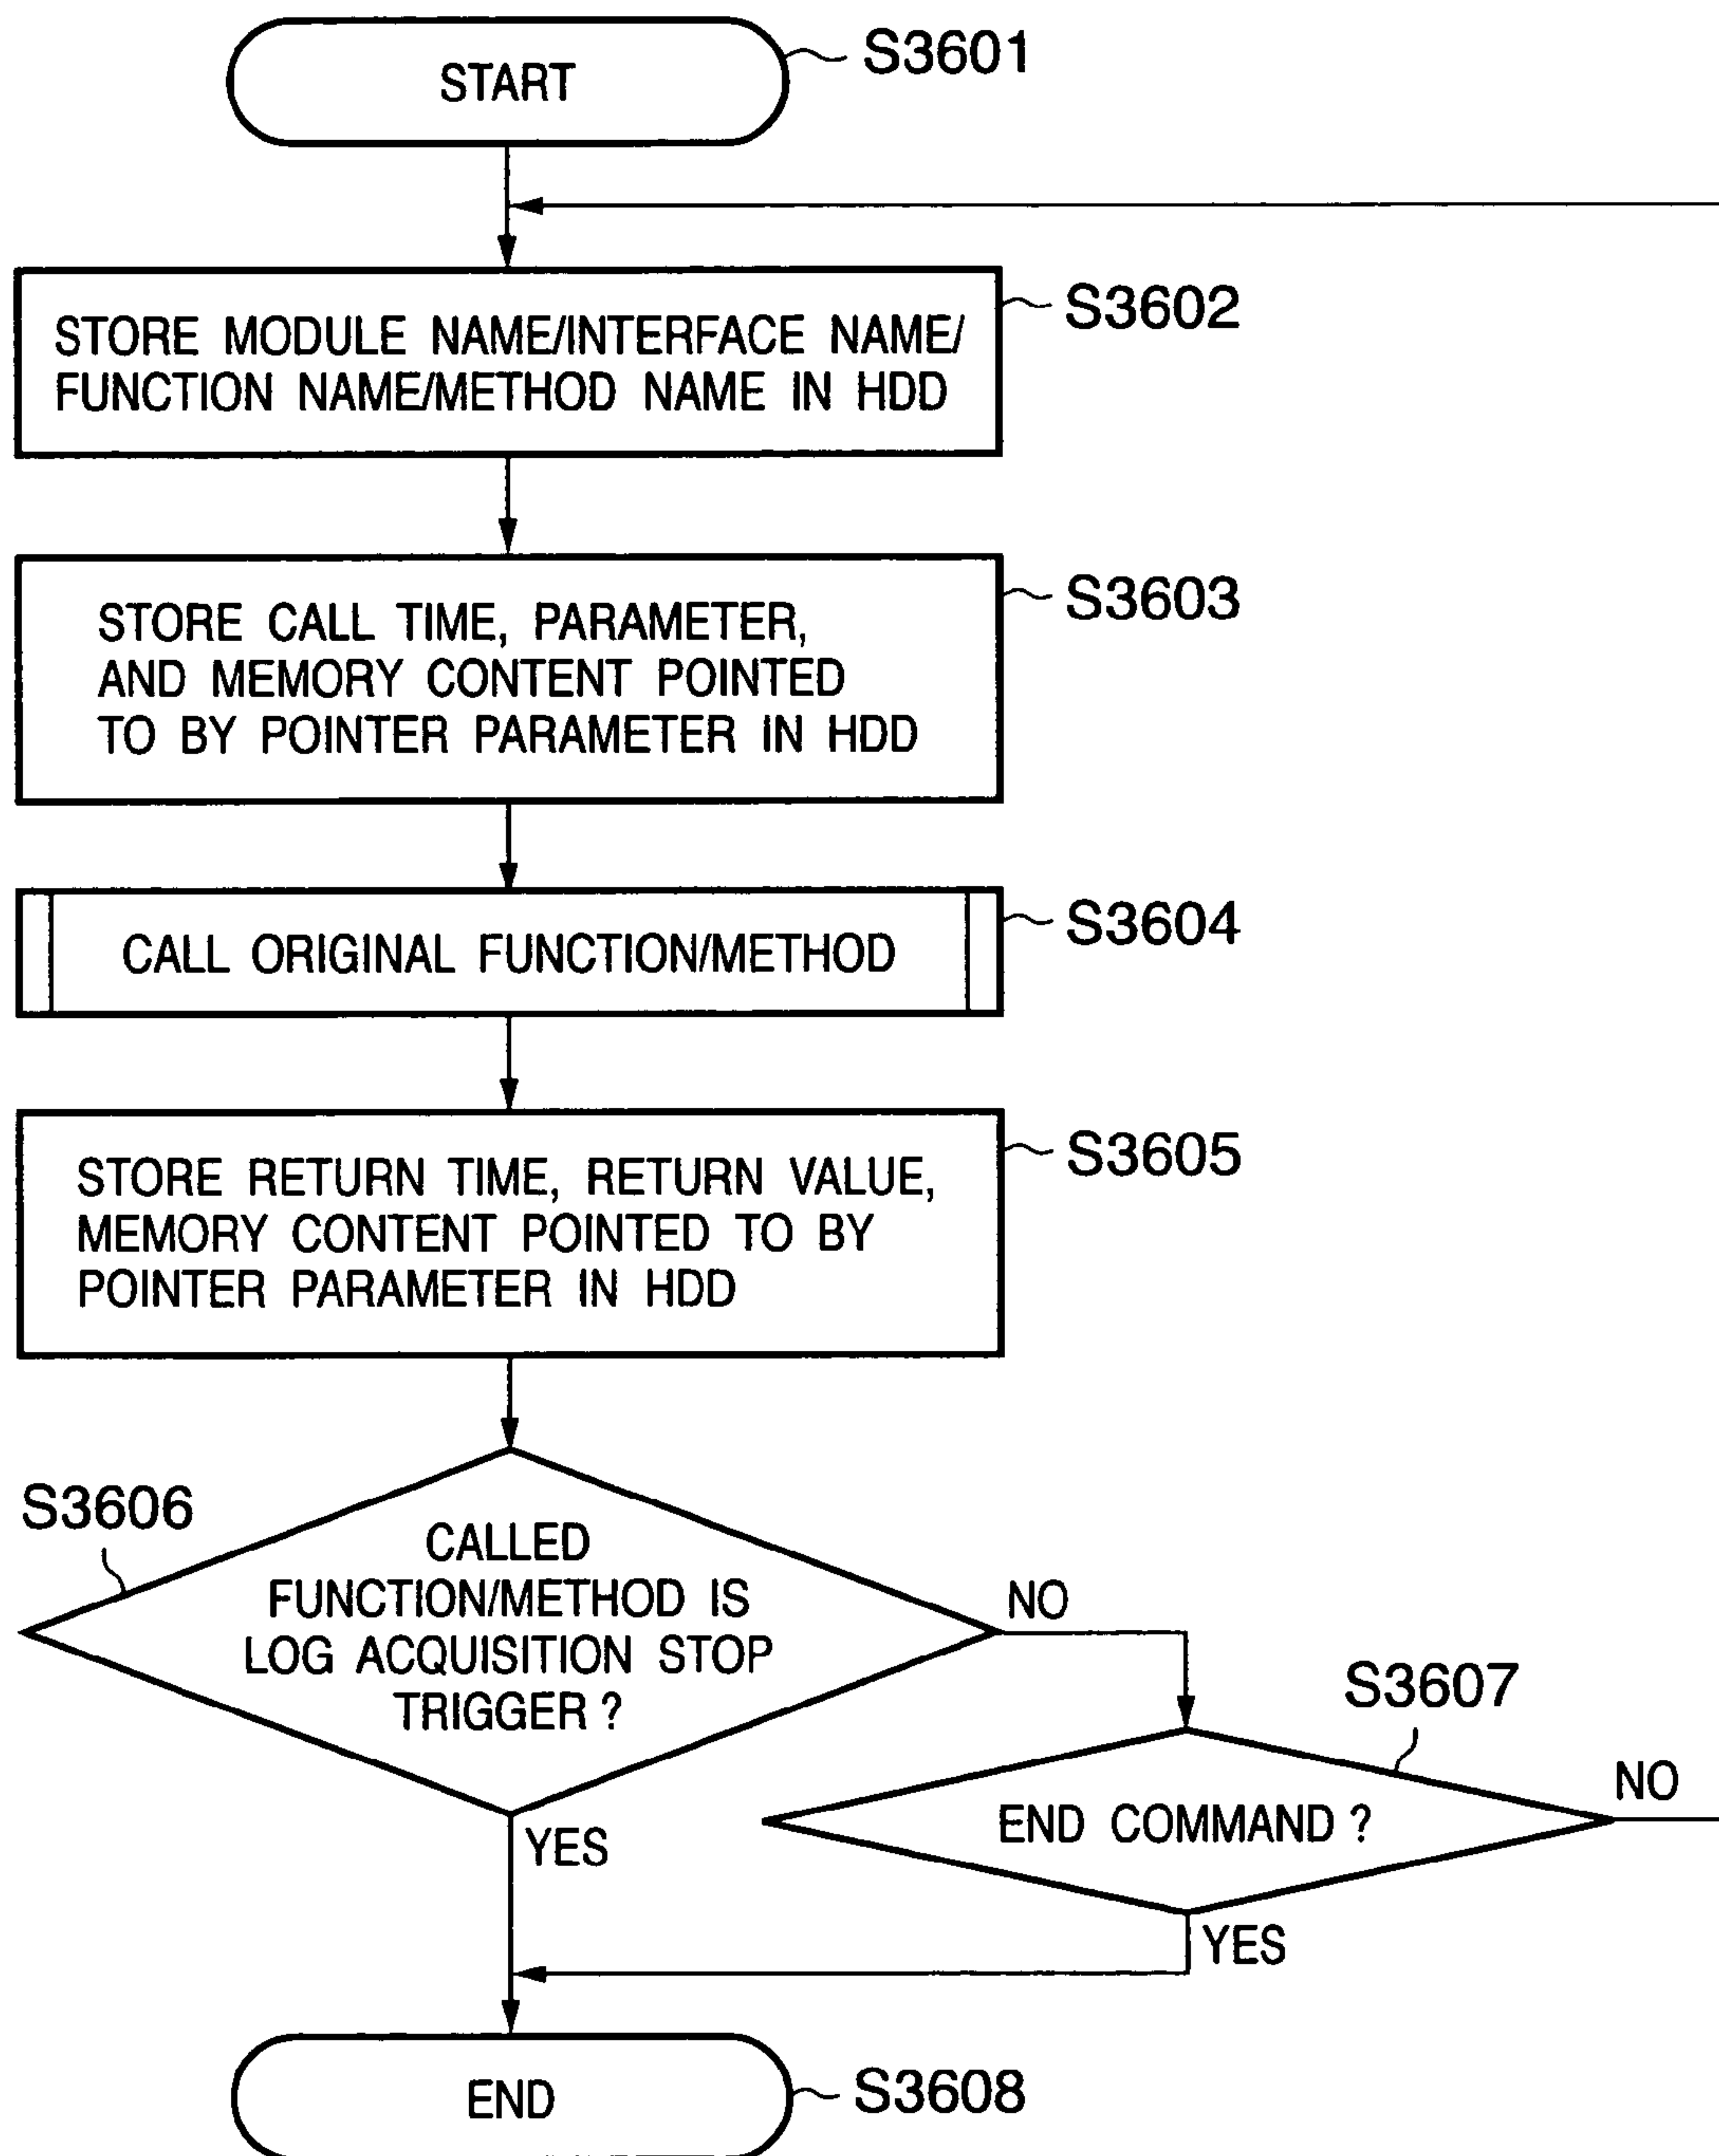 START
S3601
STORE MODULE NAME/INTERFACE NAME/
FUNCTION NAME/METHOD NAME IN HDD
S3602
STORE CALL TIME, PARAMETER,
AND MEMORY CONTENT POINTED
TO BY POINTER PARAMETER IN HDD
S3603
CALL ORIGINAL FUNCTION/METHOD
S3604
STORE RETURN TIME, RETURN VALUE,
MEMORY CONTENT POINTED TO BY
POINTER PARAMETER IN HDD
S3605
S3606
CALLED
FUNCTION/METHOD IS
LOG ACQUISITION STOP
TRIGGER ?
NO
YES
S3607
END COMMAND ?
NO
YES
END
S3608